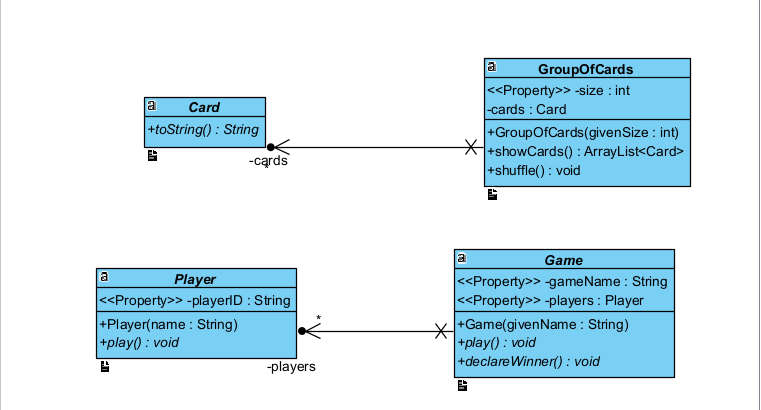 a
GroupOfCards
<<Property>> -size : int
-cards : Card
+GroupOfCards(givenSize : int)
+showCards() : ArrayList<Card>
+shuffle() : void
a
Card
+toString() : String
-cards
*
a
Game
<<Property>> -gameName : String
<<Property>> -players : Player
+Game(givenName : String)
+play() : void
+declareWinner() : void
a
Player
<<Property>> -playerID : String
+Player(name : String)
+play() : void
*
-players